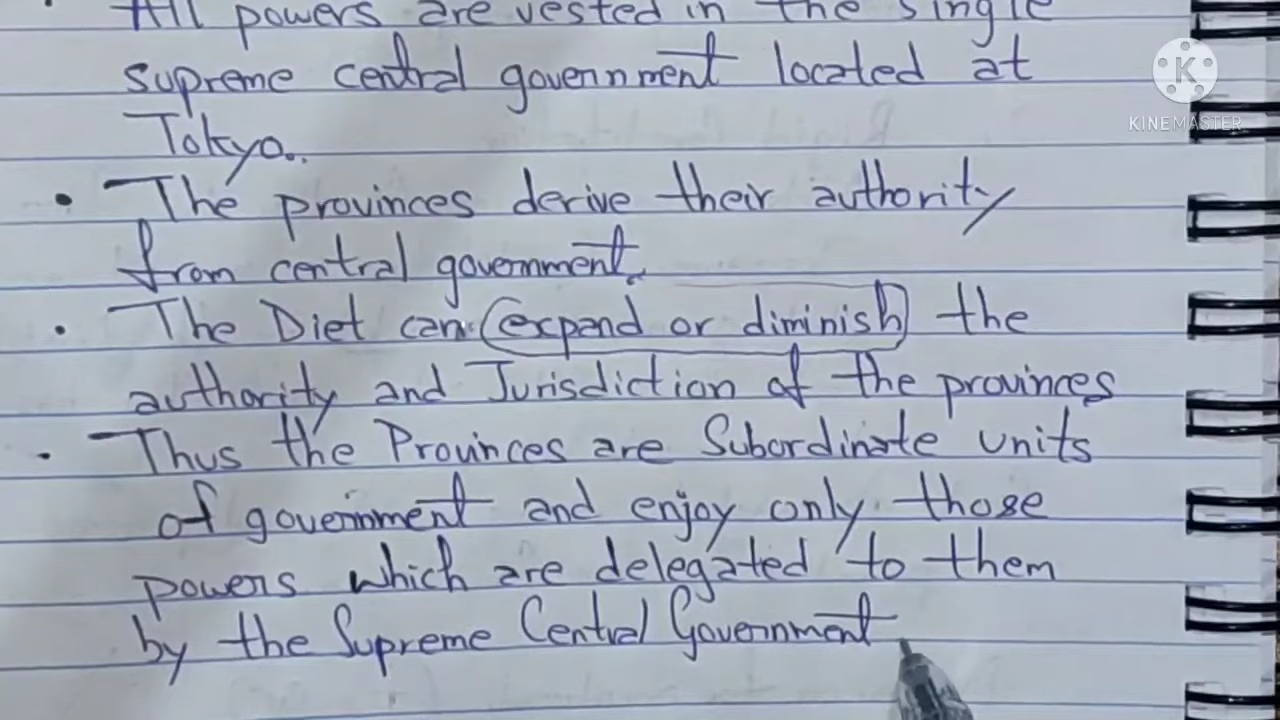 All powers are vested in the single
supreme central government located at
Tokyo..
• The provinces derive their authority
from central government.
• The Diet can (expand or diminish) the
authority and Jurisdiction of the provinces
• Thus the Provinces are Subordinate units
of government and enjoy only those
powers which are delegated to them
by the Supreme Central Government
K
KINEMASTER